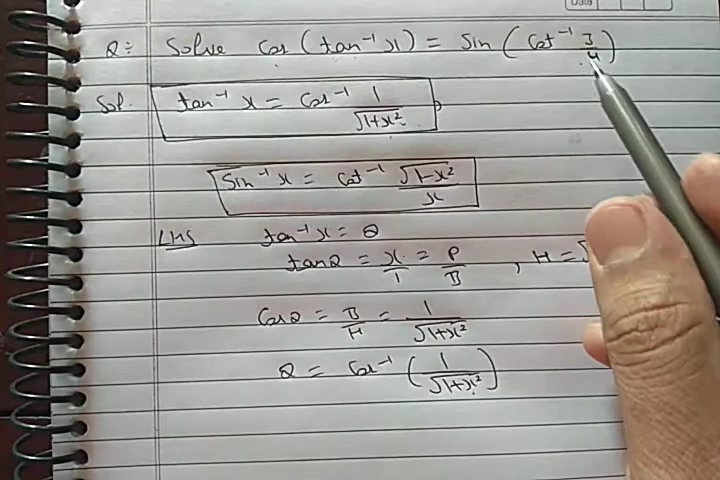 Q÷ Solve Cos (tan⁻¹ x) = Sin (Cot⁻¹ 3/4)
Sol. tan⁻¹ x = Cos⁻¹ 1/√1+x²
Sin⁻¹ x = Cot⁻¹ √1-x²/x
LHS tan⁻¹ x = θ
tanθ = x/1 = P/B , H = √
Cosθ = B/H = 1/√1+x²
θ = Cos⁻¹ (1/√1+x²)